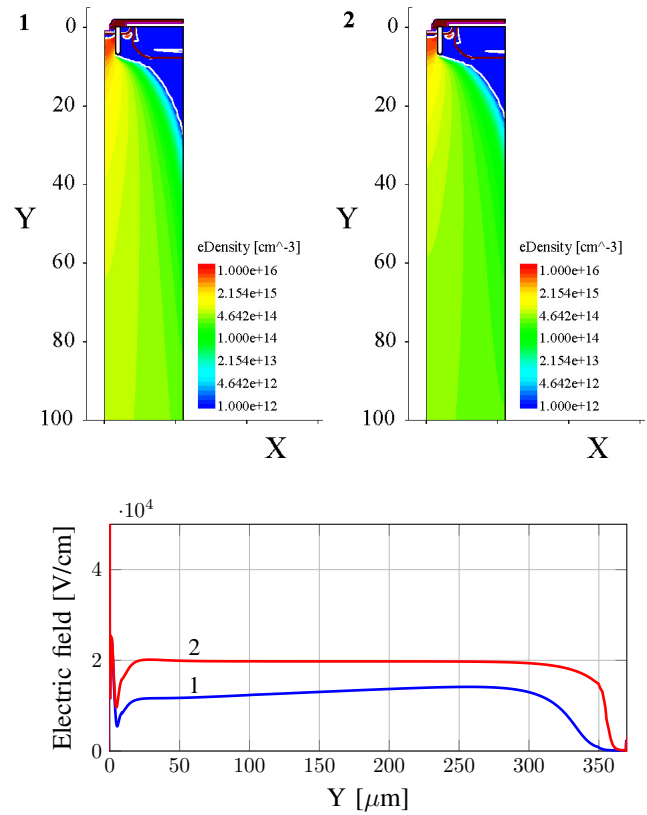 1 2
0 0
20 20
40 40
Y Y
60 60
80 80
100 100
eDensity [cm^-3] eDensity [cm^-3]
1.000e+16 1.000e+16
2.154e+15 2.154e+15
4.642e+14 4.642e+14
1.000e+14 1.000e+14
2.154e+13 2.154e+13
4.642e+12 4.642e+12
1.000e+12 1.000e+12
X X
·10^4
Electric field [V/cm]
4
2
0
2
1
0 50 100 150 200 250 300 350
Y [μm]